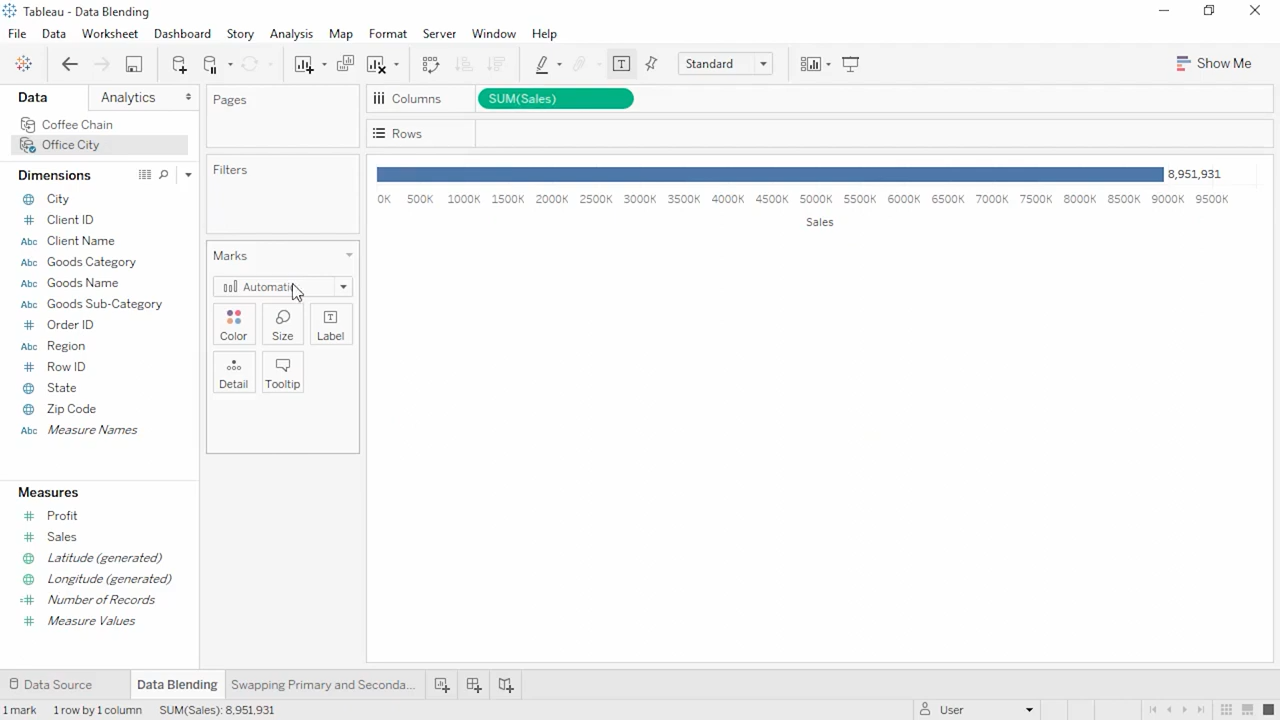 Tableau - Data Blending
File Data Worksheet Dashboard Story Analysis Map Format Server Window Help
Standard
Show Me
Data Analytics
Coffee Chain
Office City
Dimensions
City
Client ID
Abc Client Name
Abc Goods Category
Abc Goods Name
Abc Goods Sub-Category
Order ID
Abc Region
Row ID
State
Zip Code
Abc Measure Names
Measures
Profit
Sales
Latitude (generated)
Longitude (generated)
Number of Records
Measure Values
Pages
Filters
Marks
Automatic
Color Size Label
Detail Tooltip
Columns SUM(Sales)
Rows
8,951,931
0K 500K 1000K 1500K 2000K 2500K 3000K 3500K 4000K 4500K 5000K 5500K 6000K 6500K 7000K 7500K 8000K 8500K 9000K 9500K
Sales
Data Source Data Blending Swapping Primary and Seconda...
1 mark 1 row by 1 column SUM(Sales): 8,951,931 User